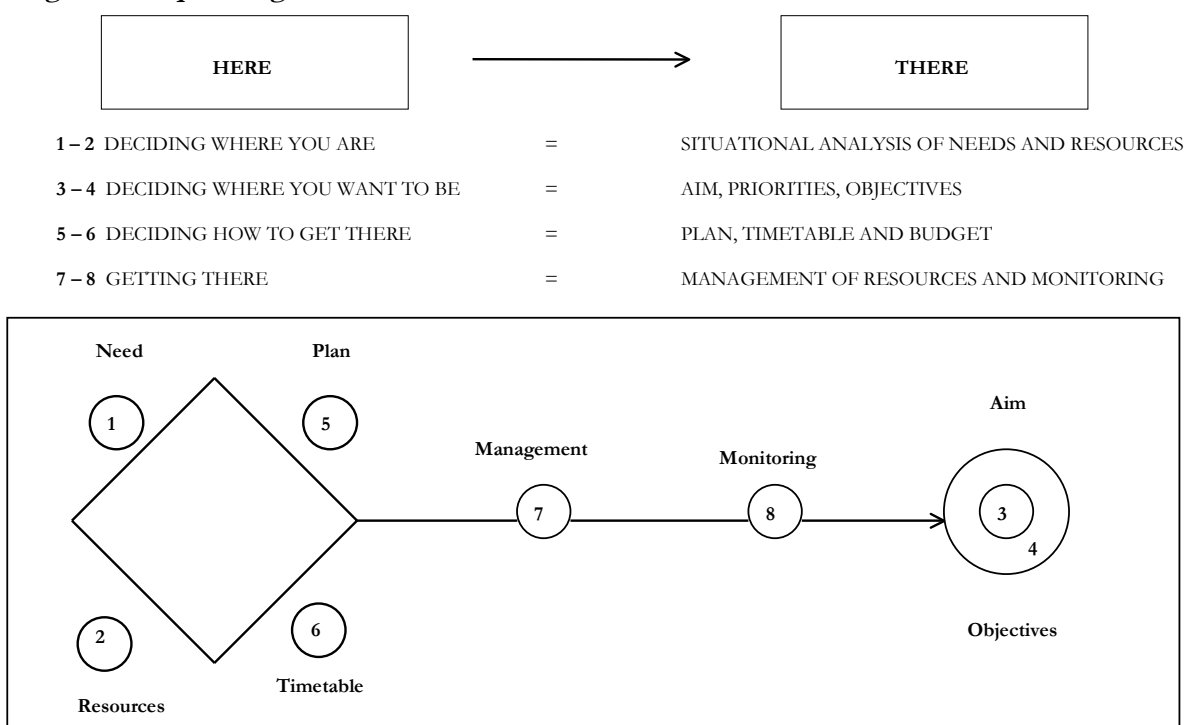 HERE THERE
1 – 2 DECIDING WHERE YOU ARE = SITUATIONAL ANALYSIS OF NEEDS AND RESOURCES
3 – 4 DECIDING WHERE YOU WANT TO BE = AIM, PRIORITIES, OBJECTIVES
5 – 6 DECIDING HOW TO GET THERE = PLAN, TIMETABLE AND BUDGET
7 – 8 GETTING THERE = MANAGEMENT OF RESOURCES AND MONITORING
Need Plan
1 5
Aim
Management Monitoring
7 8 3
4
2 6
Objectives
Timetable
Resources